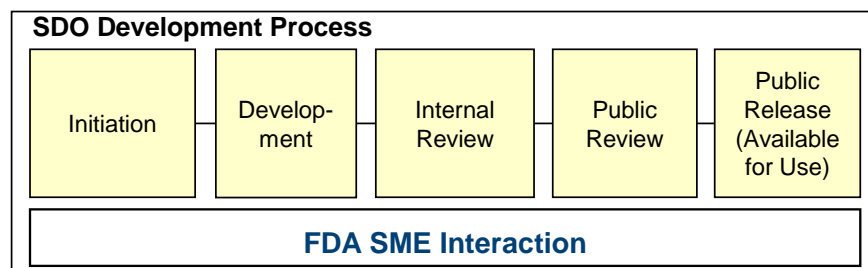 SDO Development Process
Initiation
Develop-
ment
Internal
Review
Public
Review
Public
Release
(Available
for Use)
FDA SME Interaction